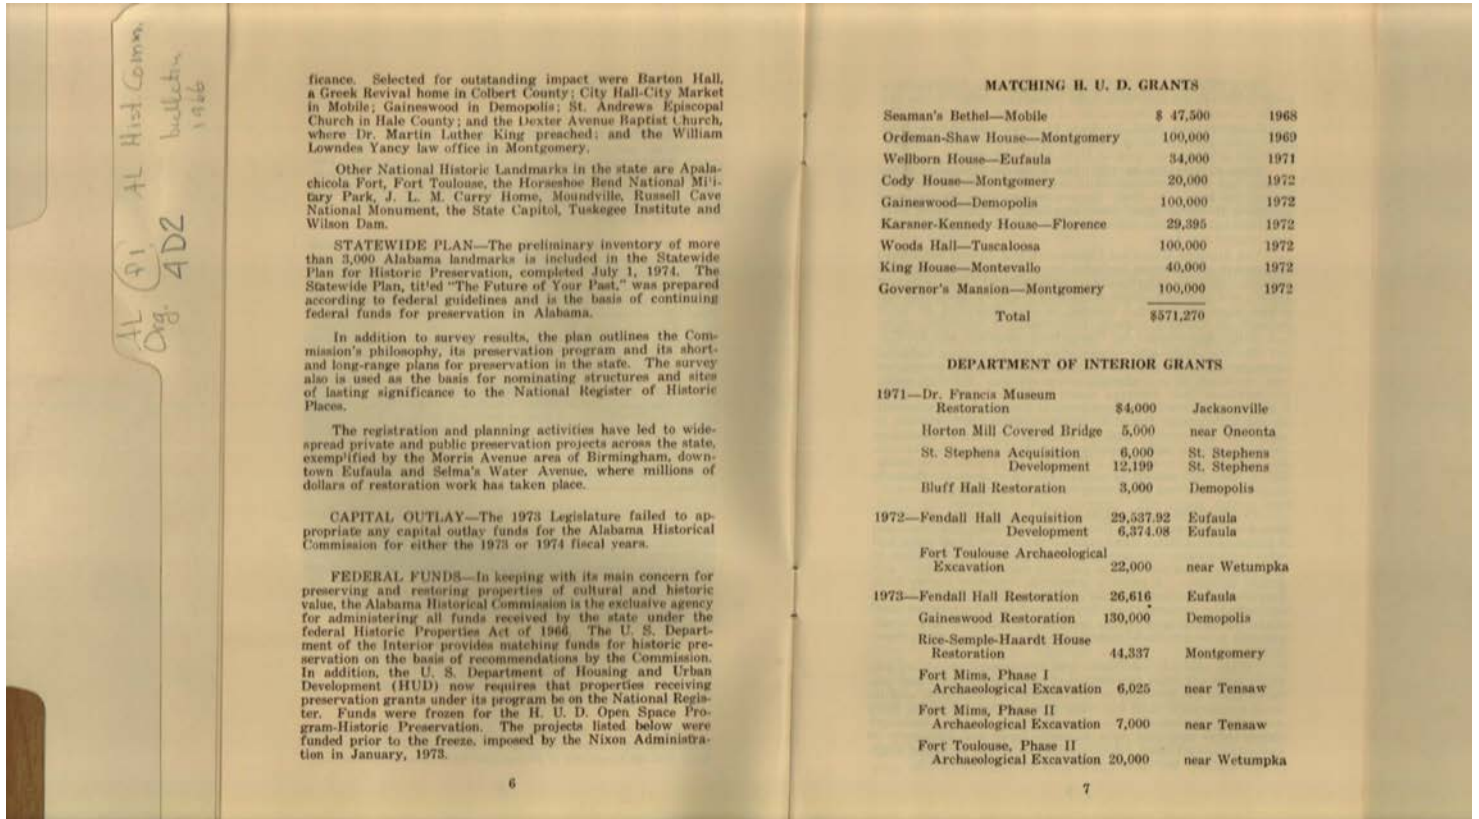 AL Hist Comm.
bulletin
1966
AL (P1)
Org. 4D2
ficance. Selected for outstanding impact were Barton Hall,
a Greek Revival home in Colbert County; City Hall-City Market
in Mobile; Gaineswood in Demopolis; St. Andrews Episcopal
Church in Hale County; and the Dexter Avenue Baptist Church,
where Dr. Martin Luther King preached; and the William
Lowndes Yancy law office in Montgomery.
Other National Historic Landmarks in the state are Apala-
chicola Fort, Fort Toulouse, the Horseshoe Bend National Mi'i-
tary Park, J. L. M. Curry Home, Moundville, Russell Cave
National Monument, the State Capitol, Tuskegee Institute and
Wilson Dam.
STATEWIDE PLAN—The preliminary inventory of more
than 3,000 Alabama landmarks is included in the Statewide
Plan for Historic Preservation, completed July 1, 1974. The
Statewide Plan, tit'ed "The Future of Your Past," was prepared
according to federal guidelines and is the basis of continuing
federal funds for preservation in Alabama.
In addition to survey results, the plan outlines the Com-
mission's philosophy, its preservation program and its short-
and long-range plans for preservation in the state. The survey
also is used as the basis for nominating structures and sites
of lasting significance to the National Register of Historic
Places.
The registration and planning activities have led to wide-
spread private and public preservation projects across the state,
exemp'ified by the Morris Avenue area of Birmingham, down-
town Eufaula and Selma's Water Avenue, where millions of
dollars of restoration work has taken place.
CAPITAL OUTLAY—The 1973 Legislature failed to ap-
propriate any capital outlay funds for the Alabama Historical
Commission for either the 1973 or 1974 fiscal years.
FEDERAL FUNDS—In keeping with its main concern for
preserving and restoring properties of cultural and historic
value, the Alabama Historical Commission is the exclusive agency
for administering all funds received by the state under the
federal Historic Properties Act of 1966. The U. S. Depart-
ment of the Interior provides matching funds for historic pre-
servation on the basis of recommendations by the Commission.
In addition, the U. S. Department of Housing and Urban
Development (HUD) now requires that properties receiving
preservation grants under its program be on the National Regis-
ter. Funds were frozen for the H. U. D. Open Space Pro-
gram-Historic Preservation. The projects listed below were
funded prior to the freeze, imposed by the Nixon Administra-
tion in January, 1973.
6
MATCHING H. U. D. GRANTS
Seaman's Bethel—Mobile $ 47,500 1968
Ordeman-Shaw House—Montgomery 100,000 1969
Wellborn House—Eufaula 34,000 1971
Cody House—Montgomery 20,000 1972
Gaineswood—Demopolis 100,000 1972
Karsner-Kennedy House—Florence 29,395 1972
Woods Hall—Tuscaloosa 100,000 1972
King House—Montevallo 40,000 1972
Governor's Mansion—Montgomery 100,000 1972
Total $571,270
DEPARTMENT OF INTERIOR GRANTS
1971—Dr. Francis Museum
Restoration $4,000 Jacksonville
Horton Mill Covered Bridge 5,000 near Oneonta
St. Stephens Acquisition 6,000 St. Stephens
Development 12,199 St. Stephens
Bluff Hall Restoration 3,000 Demopolis
1972—Fendall Hall Acquisition 29,537.92 Eufaula
Development 6,374.08 Eufaula
Fort Toulouse Archaeological
Excavation 22,000 near Wetumpka
1973—Fendall Hall Restoration 26,616 Eufaula
Gaineswood Restoration 130,000 Demopolis
Rice-Semple-Haardt House
Restoration 44,337 Montgomery
Fort Mims, Phase I
Archaeological Excavation 6,025 near Tensaw
Fort Mims, Phase II
Archaeological Excavation 7,000 near Tensaw
Fort Toulouse, Phase II
Archaeological Excavation 20,000 near Wetumpka
7